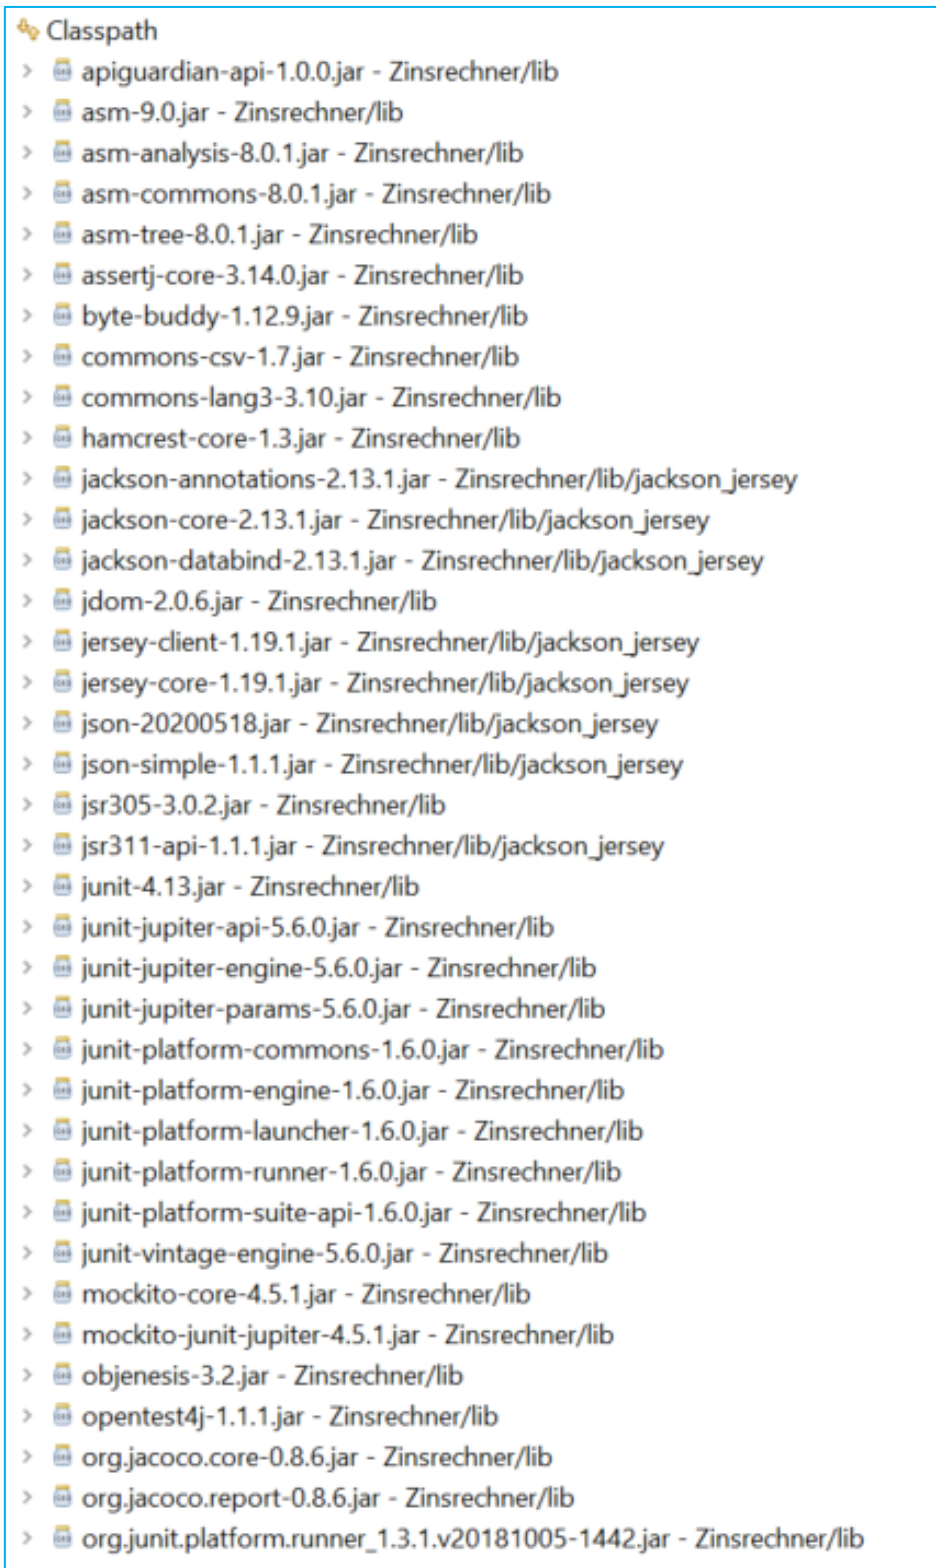 Classpath
apiguardian-api-1.0.0.jar - Zinsrechner/lib
asm-9.0.jar - Zinsrechner/lib
asm-analysis-8.0.1.jar - Zinsrechner/lib
asm-commons-8.0.1.jar - Zinsrechner/lib
asm-tree-8.0.1.jar - Zinsrechner/lib
assertj-core-3.14.0.jar - Zinsrechner/lib
byte-buddy-1.12.9.jar - Zinsrechner/lib
commons-csv-1.7.jar - Zinsrechner/lib
commons-lang3-3.10.jar - Zinsrechner/lib
hamcrest-core-1.3.jar - Zinsrechner/lib
jackson-annotations-2.13.1.jar - Zinsrechner/lib/jackson_jersey
jackson-core-2.13.1.jar - Zinsrechner/lib/jackson_jersey
jackson-databind-2.13.1.jar - Zinsrechner/lib/jackson_jersey
jdom-2.0.6.jar - Zinsrechner/lib
jersey-client-1.19.1.jar - Zinsrechner/lib/jackson_jersey
jersey-core-1.19.1.jar - Zinsrechner/lib/jackson_jersey
json-20200518.jar - Zinsrechner/lib/jackson_jersey
json-simple-1.1.1.jar - Zinsrechner/lib/jackson_jersey
jsr305-3.0.2.jar - Zinsrechner/lib
jsr311-api-1.1.1.jar - Zinsrechner/lib/jackson_jersey
junit-4.13.jar - Zinsrechner/lib
junit-jupiter-api-5.6.0.jar - Zinsrechner/lib
junit-jupiter-engine-5.6.0.jar - Zinsrechner/lib
junit-jupiter-params-5.6.0.jar - Zinsrechner/lib
junit-platform-commons-1.6.0.jar - Zinsrechner/lib
junit-platform-engine-1.6.0.jar - Zinsrechner/lib
junit-platform-launcher-1.6.0.jar - Zinsrechner/lib
junit-platform-runner-1.6.0.jar - Zinsrechner/lib
junit-platform-suite-api-1.6.0.jar - Zinsrechner/lib
junit-vintage-engine-5.6.0.jar - Zinsrechner/lib
mockito-core-4.5.1.jar - Zinsrechner/lib
mockito-junit-jupiter-4.5.1.jar - Zinsrechner/lib
objenesis-3.2.jar - Zinsrechner/lib
opentest4j-1.1.1.jar - Zinsrechner/lib
org.jacoco.core-0.8.6.jar - Zinsrechner/lib
org.jacoco.report-0.8.6.jar - Zinsrechner/lib
org.junit.platform.runner_1.3.1.v20181005-1442.jar - Zinsrechner/lib